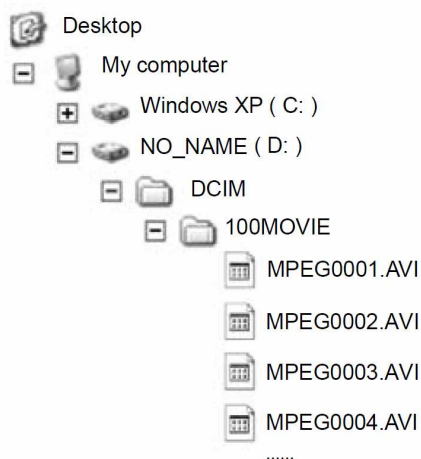 Desktop
My computer
Windows XP ( C: )
NO_NAME ( D: )
DCIM
100MOVIE
MPEG0001.AVI
MPEG0002.AVI
MPEG0003.AVI
MPEG0004.AVI
......